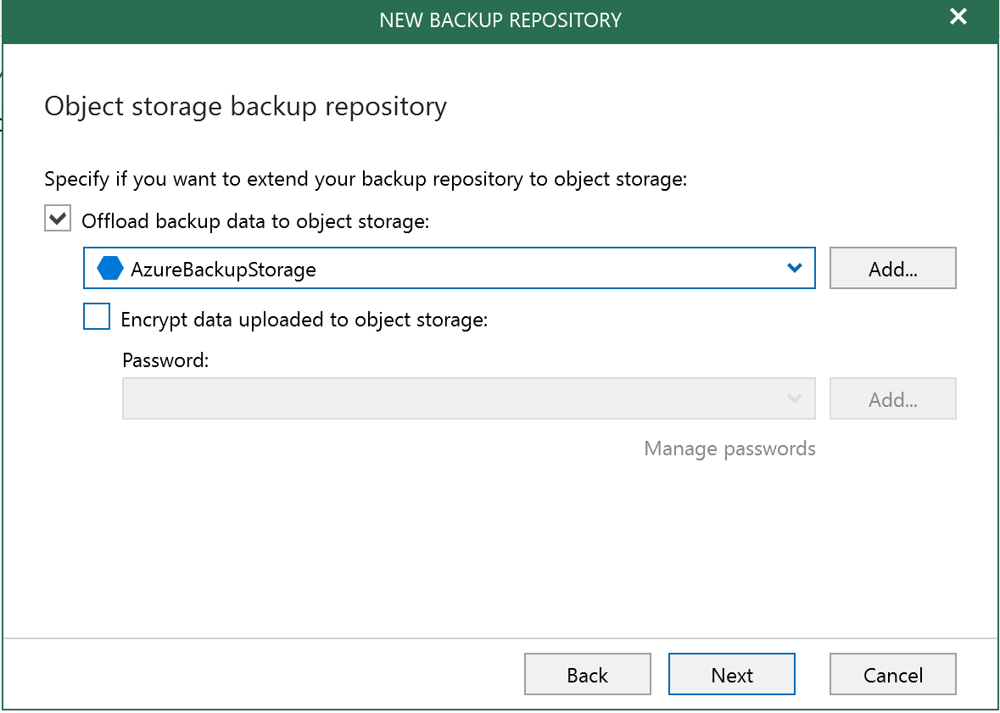 NEW BACKUP REPOSITORY
Object storage backup repository
Specify if you want to extend your backup repository to object storage:
Offload backup data to object storage:
AzureBackupStorage
Add...
Encrypt data uploaded to object storage:
Password:
Add...
Manage passwords
Back
Next
Cancel